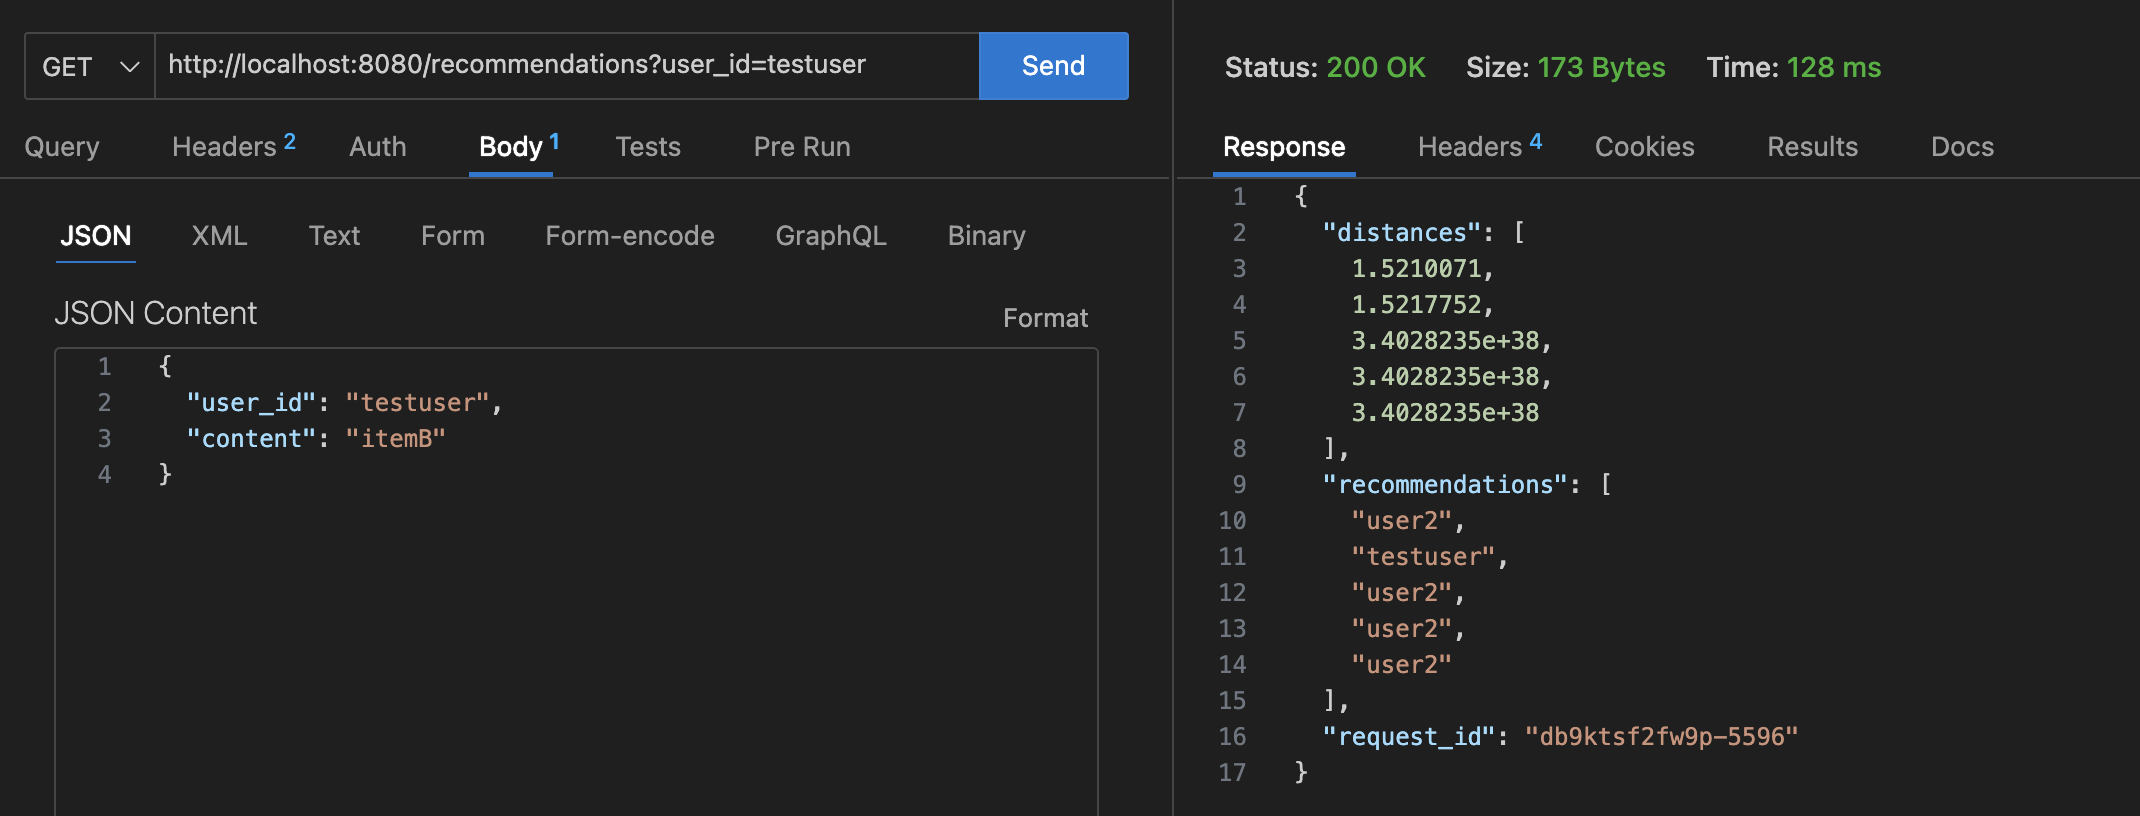 GET http://localhost:8080/recommendations?user_id=testuser Send
Query Headers 2 Auth Body 1 Tests Pre Run
JSON XML Text Form Form-encode GraphQL Binary
JSON Content Format
1 {
2 "user_id": "testuser",
3 "content": "itemB"
4 }
Status: 200 OK Size: 173 Bytes Time: 128 ms
Response Headers 4 Cookies Results Docs
1 {
2 "distances": [
3 1.5210071,
4 1.5217752,
5 3.4028235e+38,
6 3.4028235e+38,
7 3.4028235e+38
8 ],
9 "recommendations": [
10 "user2",
11 "testuser",
12 "user2",
13 "user2",
14 "user2"
15 ],
16 "request_id": "db9ktsf2fw9p-5596"
17 }